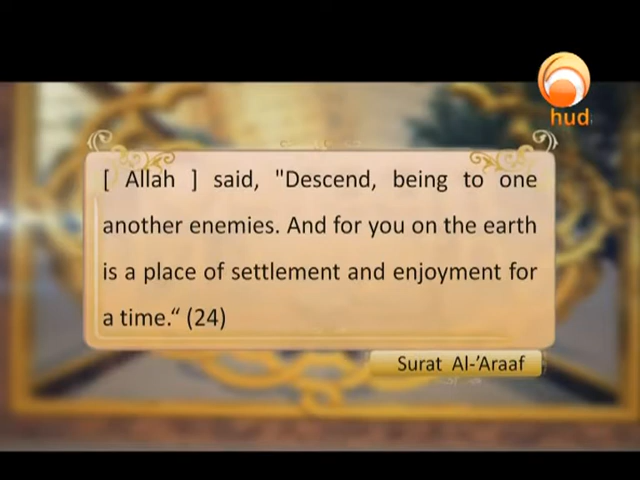 hud
[ Allah ] said, "Descend, being to one
another enemies. And for you on the earth
is a place of settlement and enjoyment for
a time.“ (24)
Surat Al-’Araaf